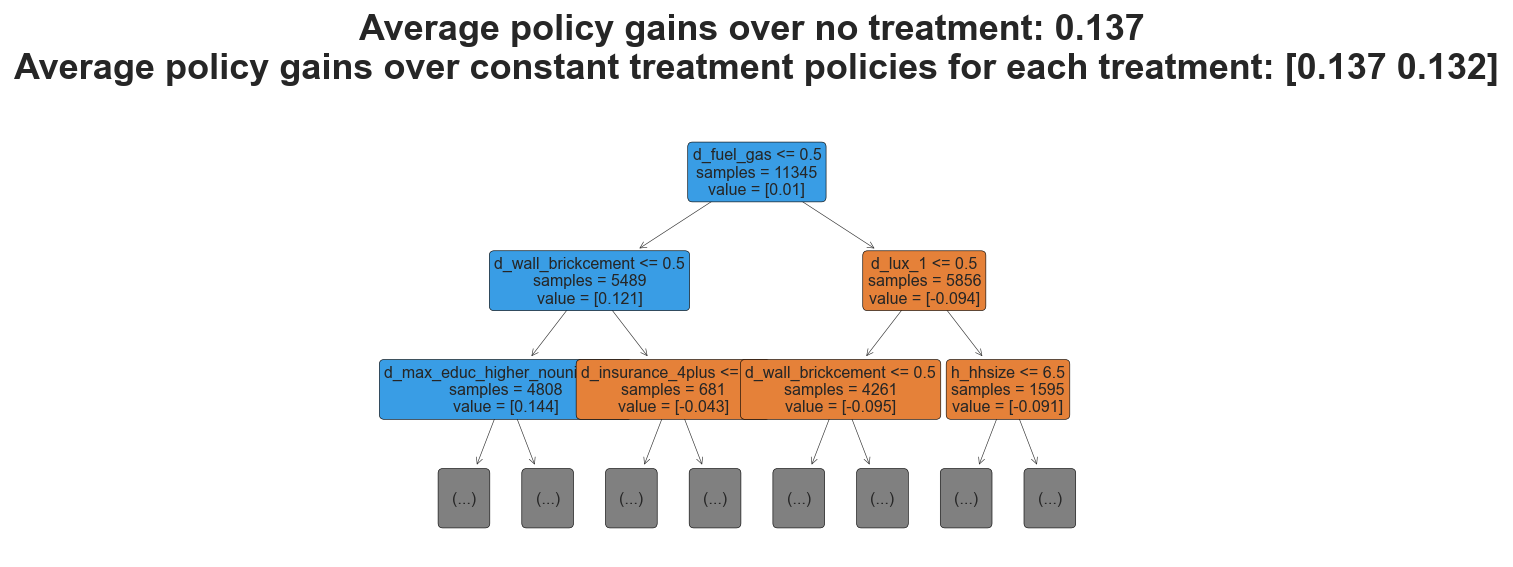 Average policy gains over no treatment: 0.137
Average policy gains over constant treatment policies for each treatment: [0.137 0.132]
d_fuel_gas <= 0.5
samples = 11345
value = [0.01]
d_wall_brickcement <= 0.5
samples = 5489
value = [0.121]
d_lux_1 <= 0.5
samples = 5856
value = [-0.094]
d_max_educ_higher_nouni
samples = 4808
value = [0.144]
d_insurance_4plus <=
samples = 681
value = [-0.043]
d_wall_brickcement <= 0.5
samples = 4261
value = [-0.095]
h_hhsize <= 6.5
samples = 1595
value = [-0.091]
(...)
(...)
(...)
(...)
(...)
(...)
(...)
(...)